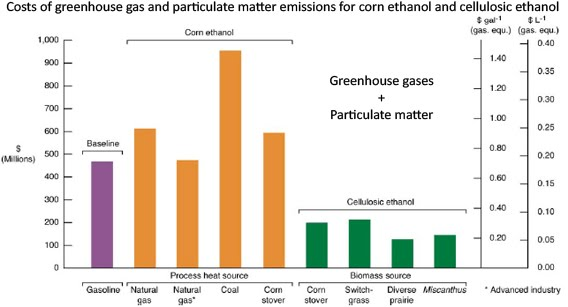 Costs of greenhouse gas and particulate matter emissions for corn ethanol and cellulosic ethanol
$ gal-1 (gas. equ.)
$ L-1 (gas. equ.)
$ (Millions)
1,000
900
800
700
600
500
400
300
200
100
0
Baseline
Corn ethanol
Greenhouse gases
+
Particulate matter
Cellulosic ethanol
1.40
1.20
1.00
0.80
0.60
0.40
0.20
0.40
0.35
0.30
0.25
0.20
0.15
0.10
0.05
0.00
Process heat source
Biomass source
Gasoline
Natural gas
Natural gas*
Coal
Corn stover
Corn stover
Switch-grass
Diverse prairie
Miscanthus
* Advanced industry